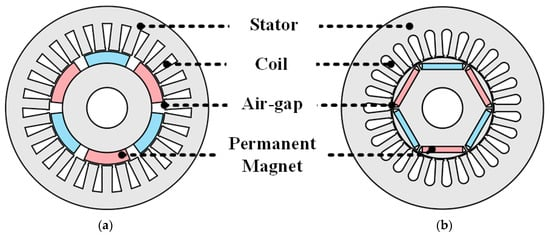 Stator
Coil
Air-gap
Permanent
Magnet
(a)
(b)